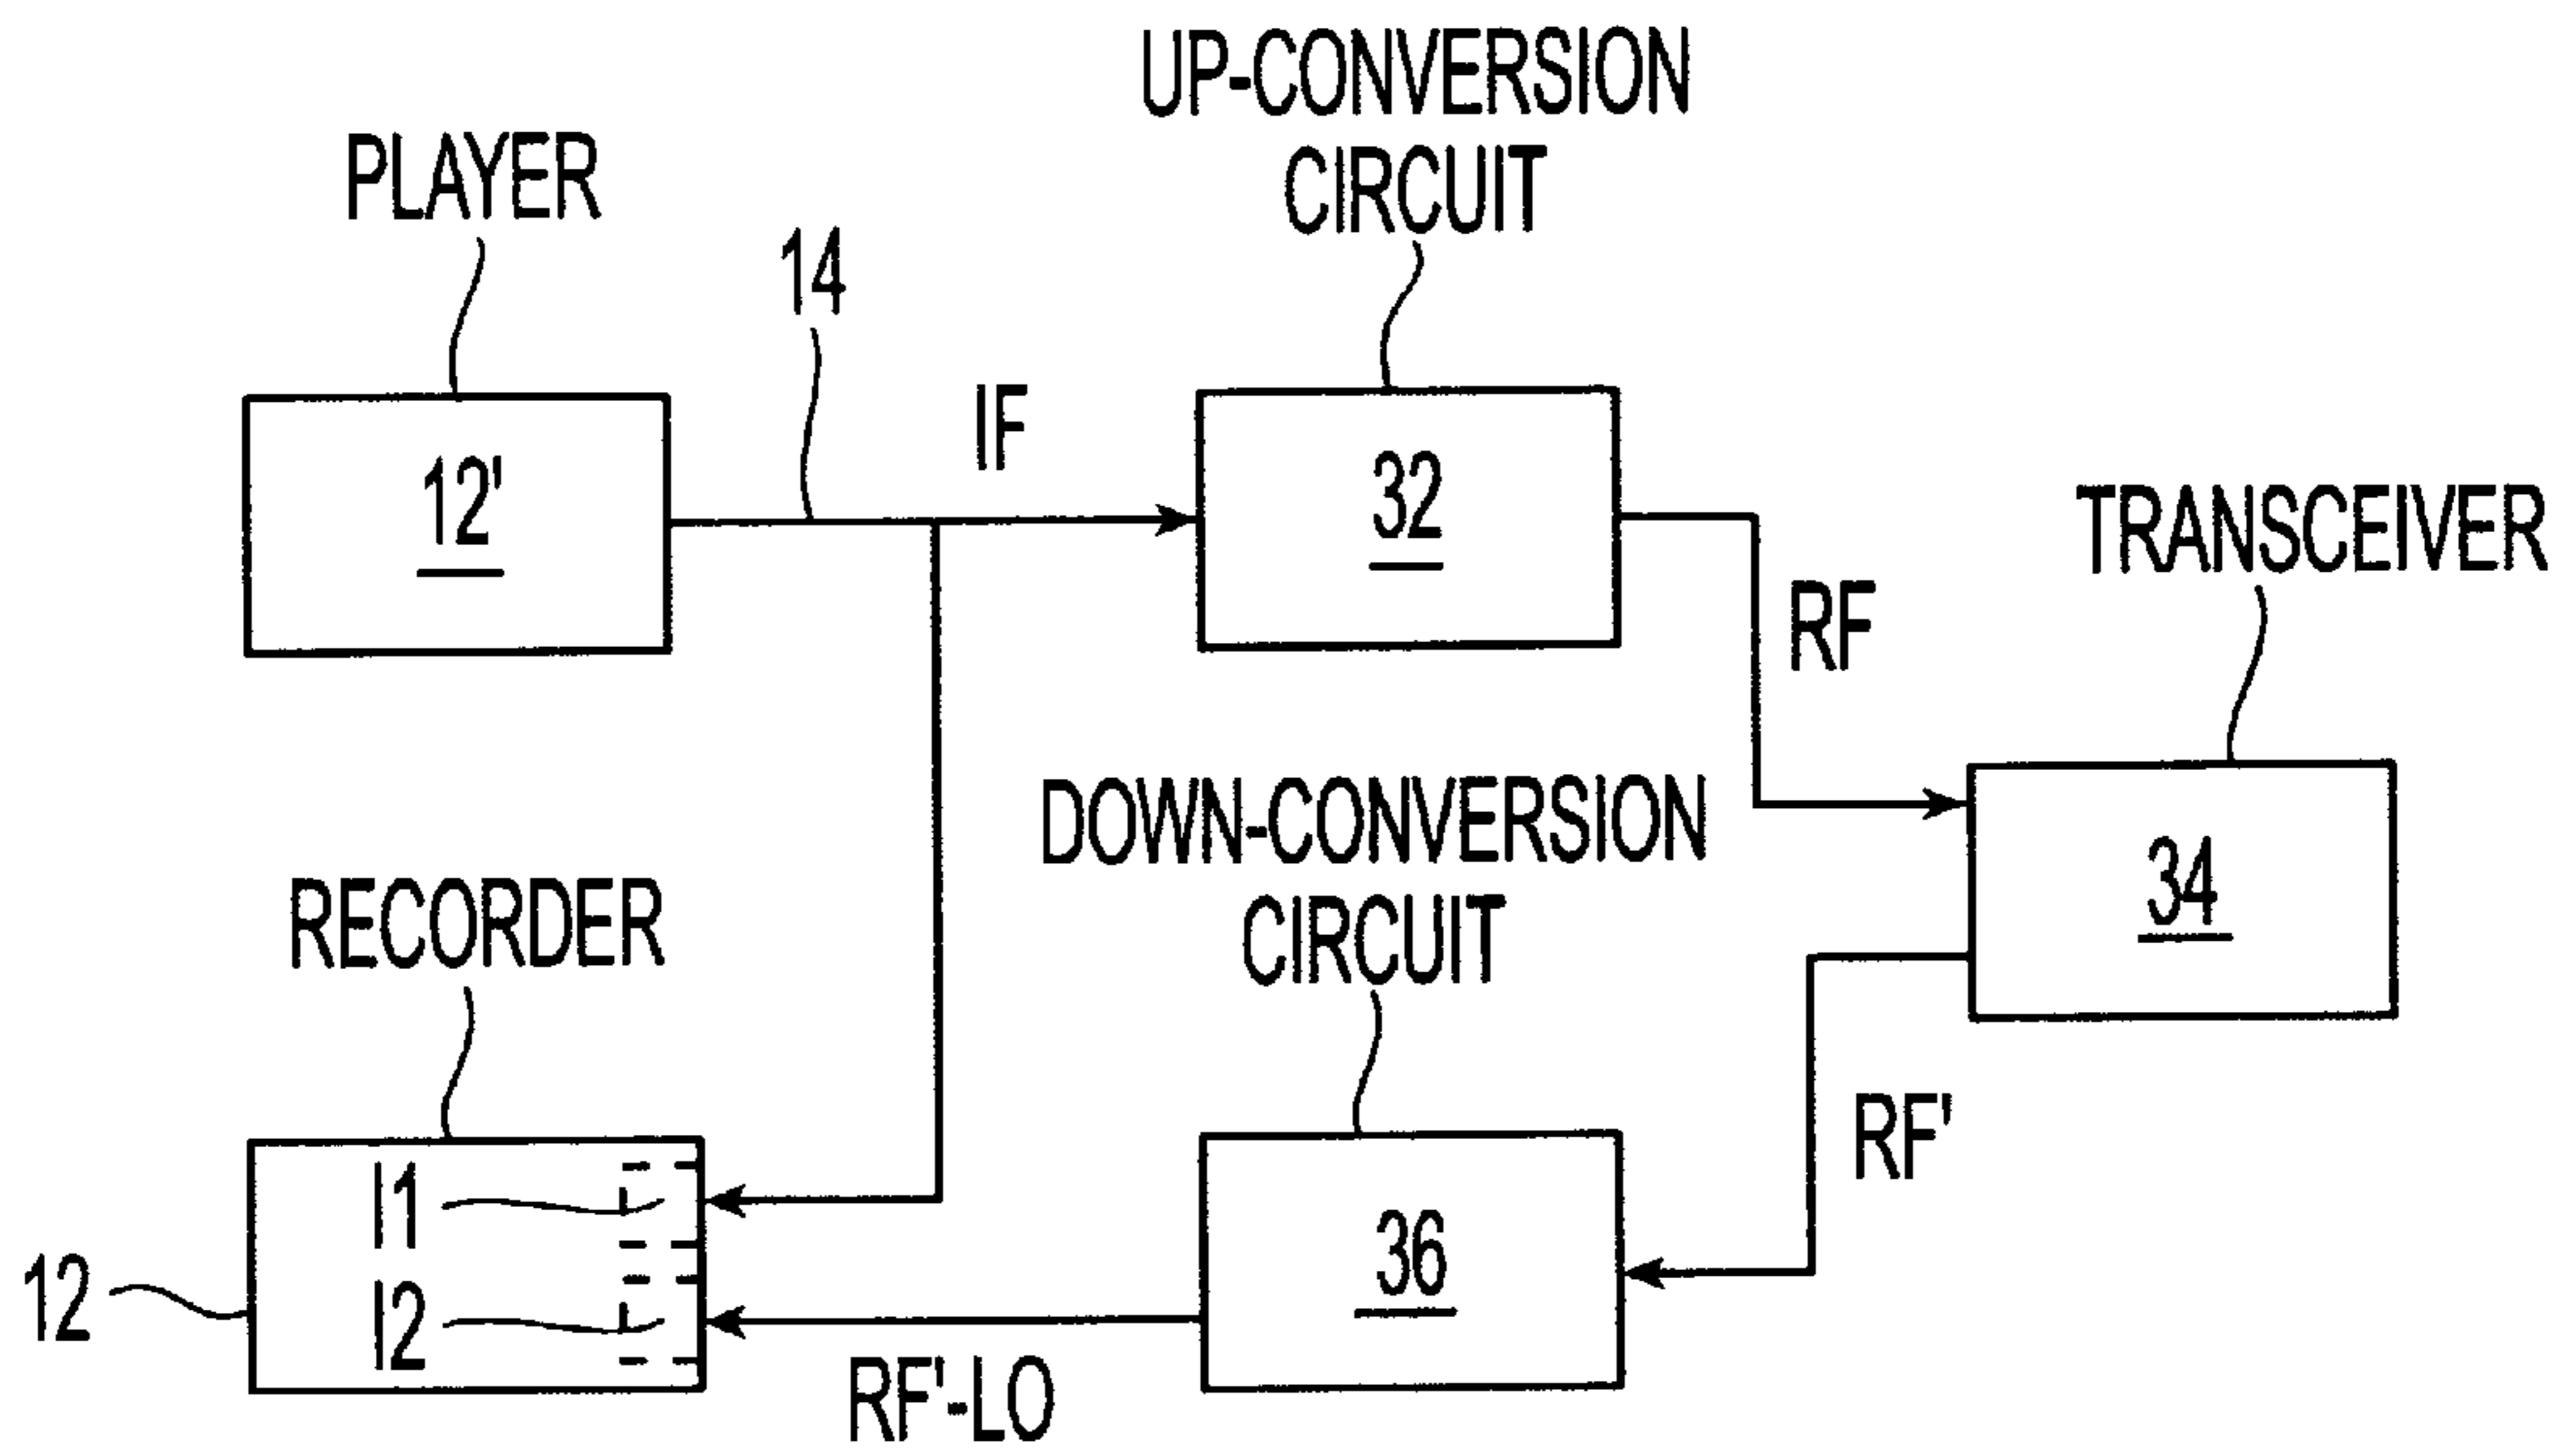 UP-CONVERSION
CIRCUIT
PLAYER
14
IF
12'
32
TRANSCEIVER
RF
DOWN-CONVERSION
CIRCUIT
34
RECORDER
RF'
I1
36
12
I2
RF'-LO